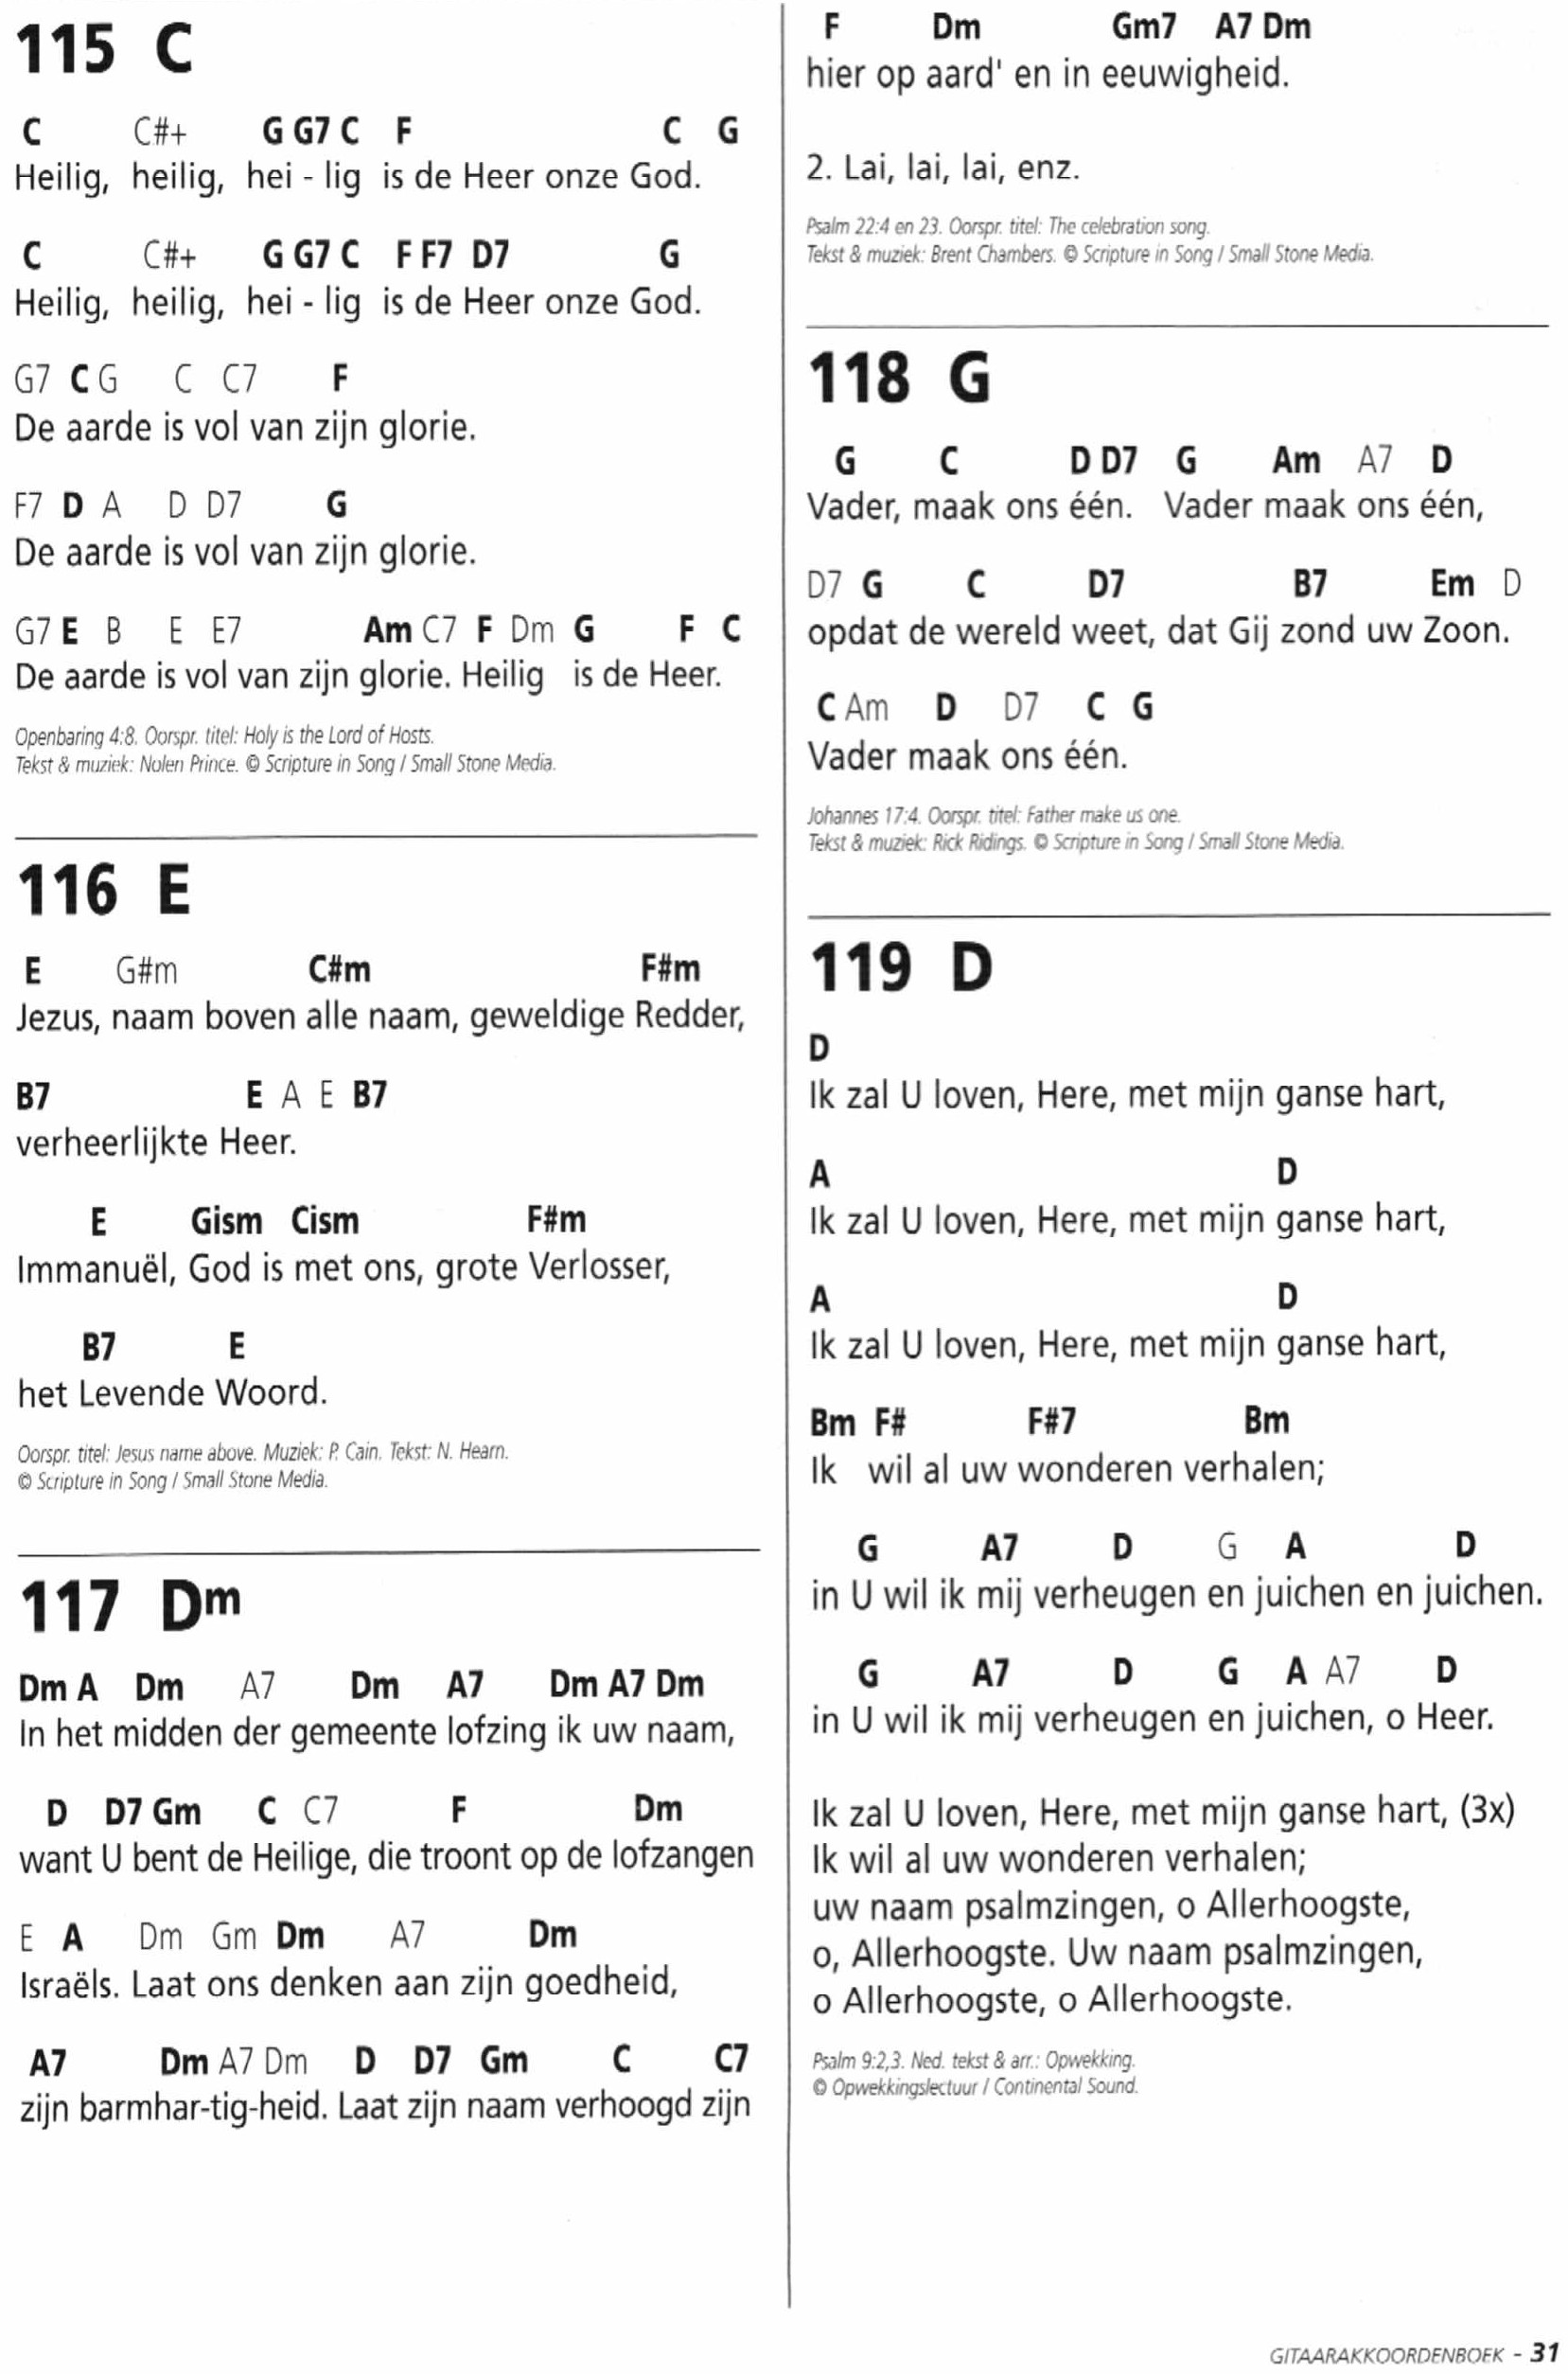 115 C
C C#+ G G7 C F C G
Heilig, heilig, hei - lig is de Heer onze God.
C C#+ G G7 C F F7 D7 G
Heilig, heilig, hei - lig is de Heer onze God.
G7 C G C C7 F
De aarde is vol van zijn glorie.
F7 D A D D7 G
De aarde is vol van zijn glorie.
G7 E B E E7 Am C7 F Dm G F C
De aarde is vol van zijn glorie. Heilig is de Heer.
Openbaring 4:8. Oorspr. titel: Holy is the Lord of Hosts.
Tekst & muziek: Nolen Prince. © Scripture in Song / Small Stone Media.
116 E
E G#m C#m F#m
Jezus, naam boven alle naam, geweldige Redder,
B7 E A E B7
verheerlijkte Heer.
E Gism Cism F#m
Immanuël, God is met ons, grote Verlosser,
B7 E
het Levende Woord.
Oorspr. titel: Jesus name above. Muziek: P. Cain. Tekst: N. Hearn.
© Scripture in Song / Small Stone Media.
117 Dm
Dm A Dm A7 Dm A7 Dm A7 Dm
In het midden der gemeente lofzing ik uw naam,
D D7 Gm C C7 F Dm
want U bent de Heilige, die troont op de lofzangen
E A Dm Gm Dm A7 Dm
Israëls. Laat ons denken aan zijn goedheid,
A7 Dm A7 Dm D D7 Gm C C7
zijn barmhar-tig-heid. Laat zijn naam verhoogd zijn
F Dm Gm7 A7 Dm
hier op aard' en in eeuwigheid.
2. Lai, lai, lai, enz.
Psalm 22:4 en 23. Oorspr. titel: The celebration song.
Tekst & muziek: Brent Chambers. © Scripture in Song / Small Stone Media.
118 G
G C D D7 G Am A7 D
Vader, maak ons één. Vader maak ons één,
D7 G C D7 B7 Em D
opdat de wereld weet, dat Gij zond uw Zoon.
C Am D D7 C G
Vader maak ons één.
Johannes 17:4. Oorspr. titel: Father make us one.
Tekst & muziek: Rick Ridings. © Scripture in Song / Small Stone Media.
119 D
D
Ik zal U loven, Here, met mijn ganse hart,
A D
Ik zal U loven, Here, met mijn ganse hart,
A D
Ik zal U loven, Here, met mijn ganse hart,
Bm F# F#7 Bm
Ik wil al uw wonderen verhalen;
G A7 D G A D
in U wil ik mij verheugen en juichen en juichen.
G A7 D G A A7 D
in U wil ik mij verheugen en juichen, o Heer.
Ik zal U loven, Here, met mijn ganse hart, (3x)
Ik wil al uw wonderen verhalen;
uw naam psalmzingen, o Allerhoogste,
o, Allerhoogste. Uw naam psalmzingen,
o Allerhoogste, o Allerhoogste.
Psalm 9:2,3. Ned. tekst & arr.: Opwekking.
© Opwekkingslectuur / Continental Sound.
GITAARAKKOORDENBOEK - 31